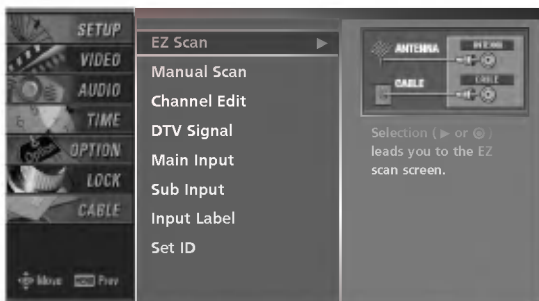 SETUP
VIDEO
AUDIO
TIME
OPTION
LOCK
CABLE
Move Prev
EZ Scan
Manual Scan
Channel Edit
DTV Signal
Main Input
Sub Input
Input Label
Set ID
ANTENNA
CABLE
CABLE
Selection ( ▶ or ◉ )
leads you to the EZ
scan screen.